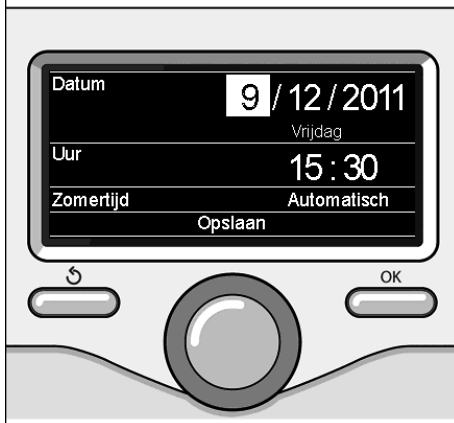 Datum 9 / 12 / 2011
Vrijdag
Uur 15 : 30
Zomertijd Automatisch
Opslaan
OK